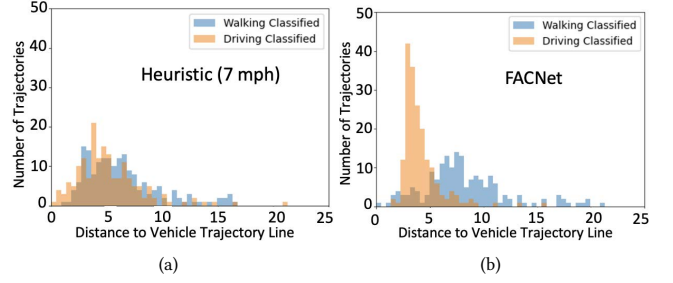 50
40
30
20
10
0
Number of Trajectories
Walking Classified
Driving Classified
Heuristic (7 mph)
0 5 10 15 20 25
Distance to Vehicle Trajectory Line
(a)
50
40
30
20
10
0
Number of Trajectories
Walking Classified
Driving Classified
FACNet
0 5 10 15 20 25
Distance to Vehicle Trajectory Line
(b)